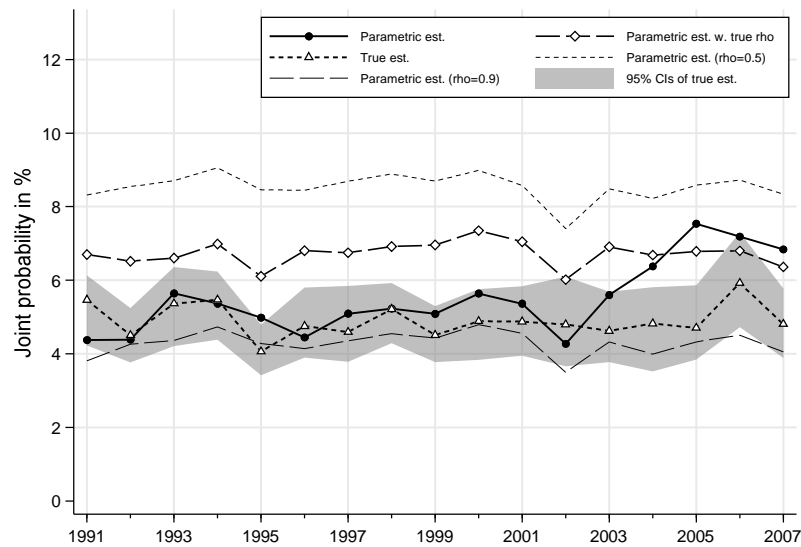 Parametric est.
Parametric est. w. true rho
True est.
Parametric est. (rho=0.5)
Parametric est. (rho=0.9)
95% CIs of true est.
12
10
8
6
4
2
0
Joint probability in %
1991 1993 1995 1997 1999 2001 2003 2005 2007